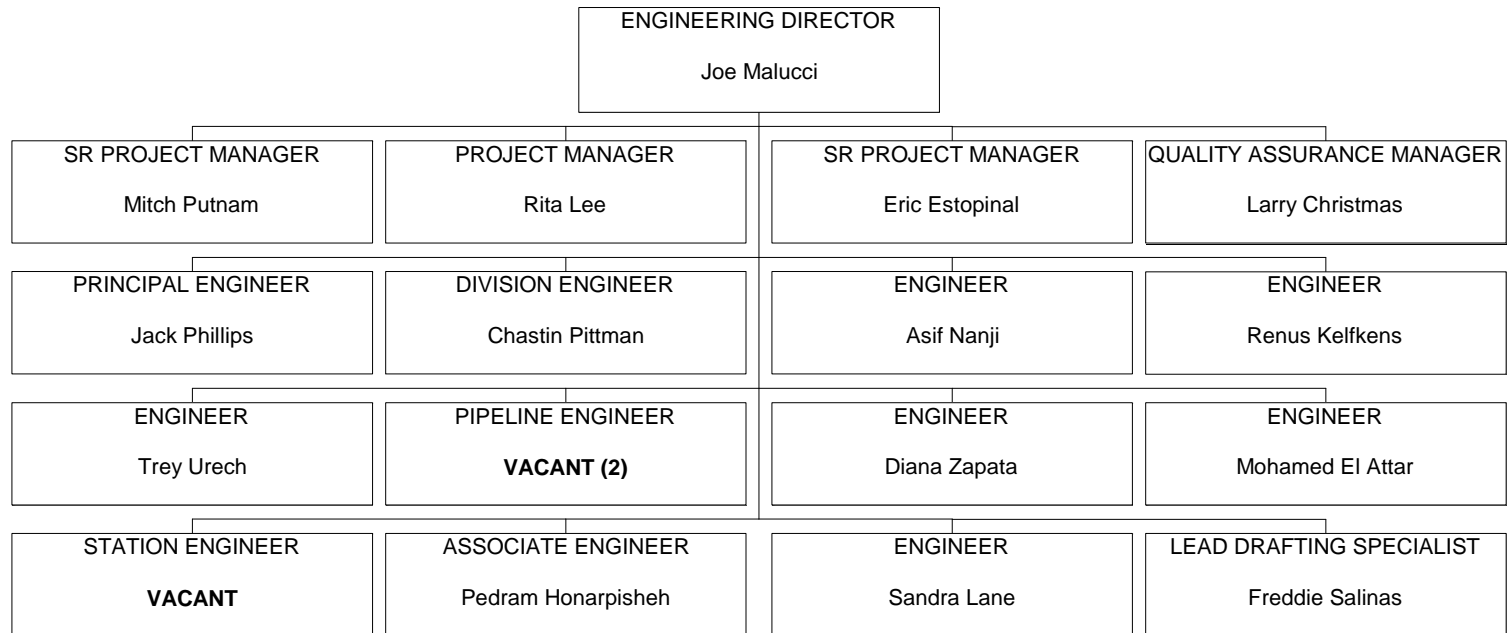 ENGINEERING DIRECTOR
Joe Malucci
SR PROJECT MANAGER
Mitch Putnam
PROJECT MANAGER
Rita Lee
SR PROJECT MANAGER
Eric Estopinal
QUALITY ASSURANCE MANAGER
Larry Christmas
PRINCIPAL ENGINEER
Jack Phillips
DIVISION ENGINEER
Chastin Pittman
ENGINEER
Asif Nanji
ENGINEER
Renus Kelfkens
ENGINEER
Trey Urech
PIPELINE ENGINEER
VACANT (2)
ENGINEER
Diana Zapata
ENGINEER
Mohamed El Attar
STATION ENGINEER
VACANT
ASSOCIATE ENGINEER
Pedram Honarpisheh
ENGINEER
Sandra Lane
LEAD DRAFTING SPECIALIST
Freddie Salinas